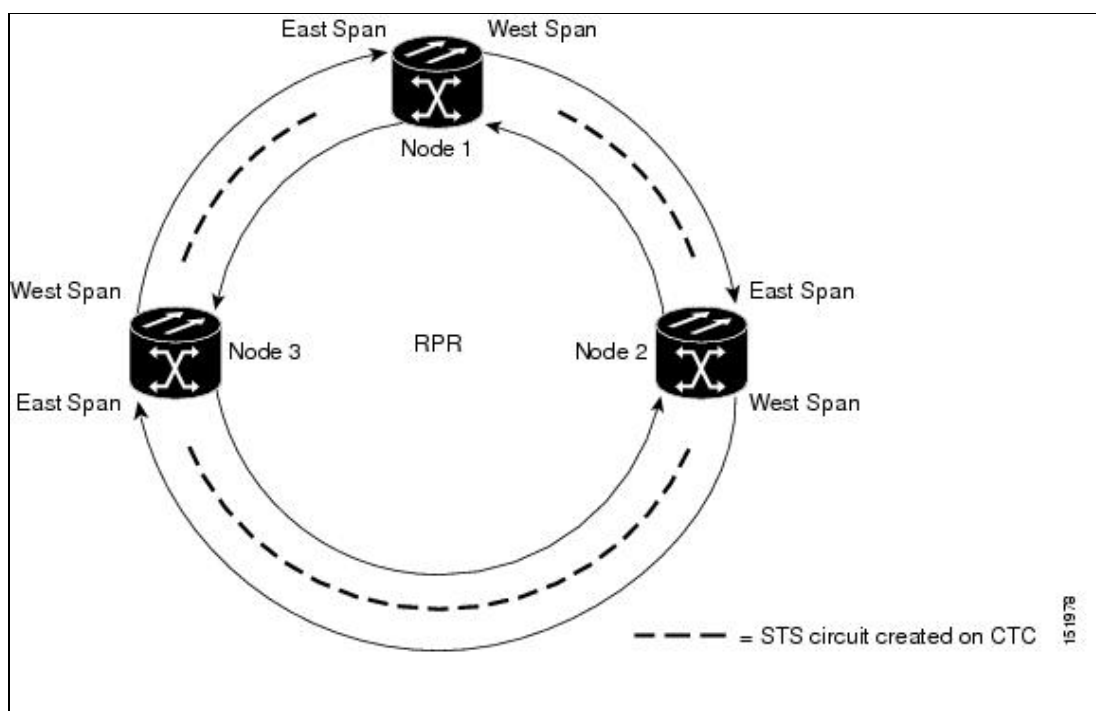 East Span
West Span
Node 1
West Span
East Span
Node 3
RPR
Node 2
East Span
West Span
= STS circuit created on CTC
151978